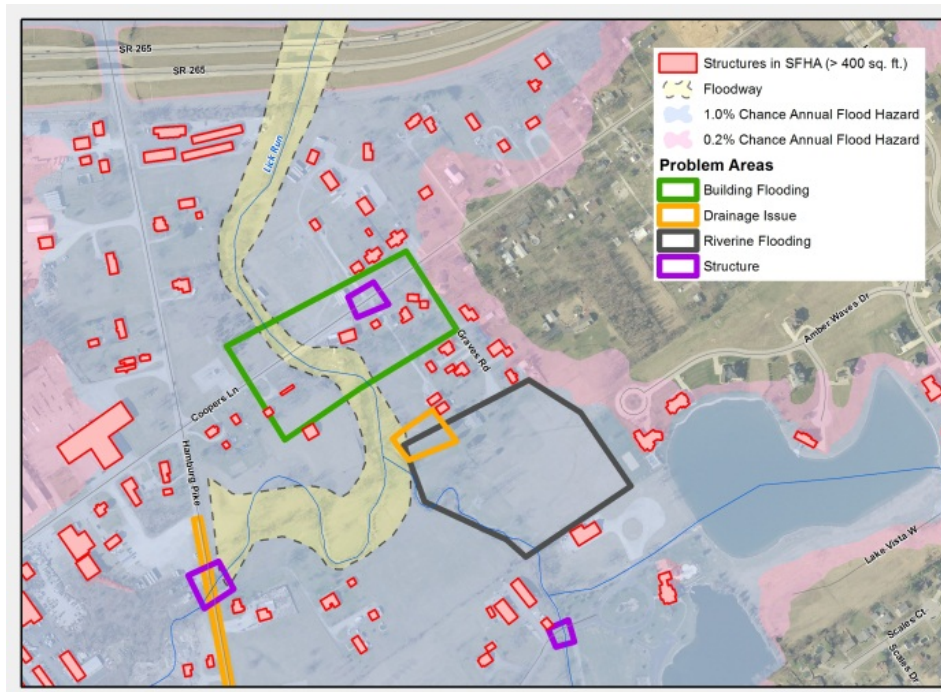 SR 265
SR 265
Lick Run
Structures in SFHA (> 400 sq. ft.)
Floodway
1.0% Chance Annual Flood Hazard
0.2% Chance Annual Flood Hazard
Problem Areas
Building Flooding
Drainage Issue
Riverine Flooding
Structure
Amber Waves Dr
Graves Rd
Coopers Ln
Hamburg Pike
Lake Vista W
Scales Ct
Scales Dr